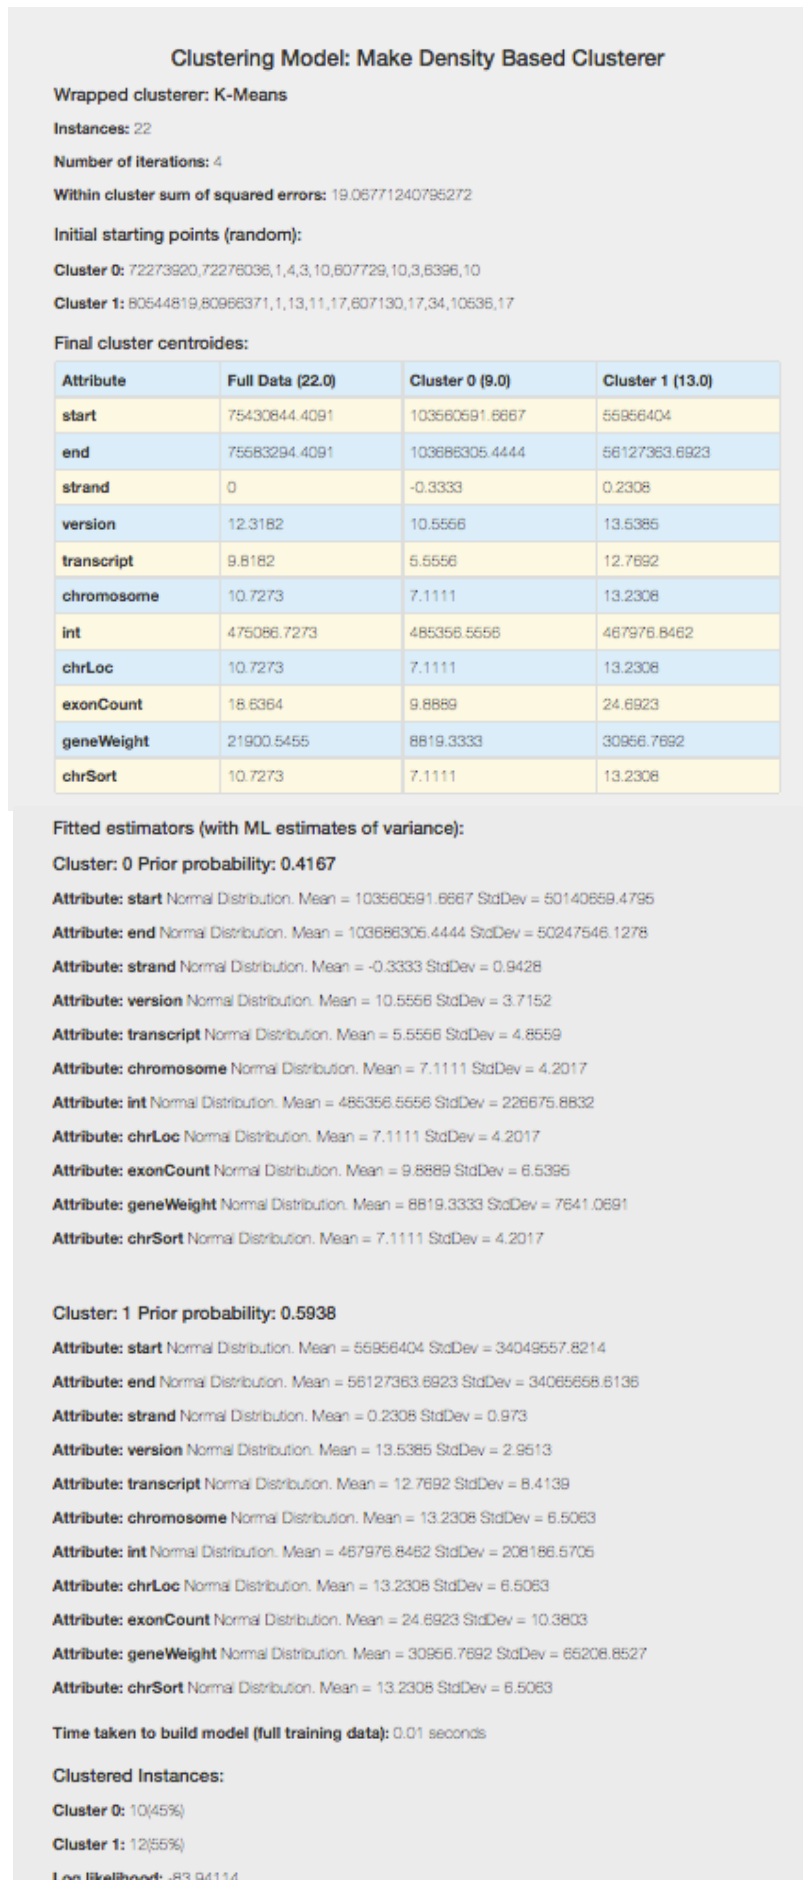 Clustering Model: Make Density Based Clusterer
Wrapped clusterer: K-Means
Instances: 22
Number of iterations: 4
Within cluster sum of squared errors: 19.06771240795272
Initial starting points (random):
Cluster 0: 72273920,72276036,1,4,3,10,607729,10,3,6396,10
Cluster 1: 80544819,80966371,1,13,11,17,607130,17,34,10536,17
Final cluster centroides:
Attribute Full Data (22.0) Cluster 0 (9.0) Cluster 1 (13.0)
start 75430844.4091 103560591.6667 55956404
end 75583294.4091 103686305.4444 56127363.6923
strand 0 -0.3333 0.2308
version 12.3182 10.5556 13.5385
transcript 9.8182 5.5556 12.7692
chromosome 10.7273 7.1111 13.2308
int 475086.7273 485356.5556 467976.8462
chrLoc 10.7273 7.1111 13.2308
exonCount 18.6364 9.8889 24.6923
geneWeight 21900.5455 8819.3333 30956.7692
chrSort 10.7273 7.1111 13.2308
Fitted estimators (with ML estimates of variance):
Cluster: 0 Prior probability: 0.4167
Attribute: start Normal Distribution. Mean = 103560591.6667 StdDev = 50140659.4795
Attribute: end Normal Distribution. Mean = 103686305.4444 StdDev = 50247546.1278
Attribute: strand Normal Distribution. Mean = -0.3333 StdDev = 0.9428
Attribute: version Normal Distribution. Mean = 10.5556 StdDev = 3.7152
Attribute: transcript Normal Distribution. Mean = 5.5556 StdDev = 4.8559
Attribute: chromosome Normal Distribution. Mean = 7.1111 StdDev = 4.2017
Attribute: int Normal Distribution. Mean = 485356.5556 StdDev = 226675.8832
Attribute: chrLoc Normal Distribution. Mean = 7.1111 StdDev = 4.2017
Attribute: exonCount Normal Distribution. Mean = 9.8889 StdDev = 6.5395
Attribute: geneWeight Normal Distribution. Mean = 8819.3333 StdDev = 7641.0691
Attribute: chrSort Normal Distribution. Mean = 7.1111 StdDev = 4.2017
Cluster: 1 Prior probability: 0.5938
Attribute: start Normal Distribution. Mean = 55956404 StdDev = 34049557.8214
Attribute: end Normal Distribution. Mean = 56127363.6923 StdDev = 34065658.6136
Attribute: strand Normal Distribution. Mean = 0.2308 StdDev = 0.973
Attribute: version Normal Distribution. Mean = 13.5385 StdDev = 2.9513
Attribute: transcript Normal Distribution. Mean = 12.7692 StdDev = 8.4139
Attribute: chromosome Normal Distribution. Mean = 13.2308 StdDev = 6.5063
Attribute: int Normal Distribution. Mean = 467976.8462 StdDev = 208186.5705
Attribute: chrLoc Normal Distribution. Mean = 13.2308 StdDev = 6.5063
Attribute: exonCount Normal Distribution. Mean = 24.6923 StdDev = 10.3803
Attribute: geneWeight Normal Distribution. Mean = 30956.7692 StdDev = 65208.8527
Attribute: chrSort Normal Distribution. Mean = 13.2308 StdDev = 6.5063
Time taken to build model (full training data): 0.01 seconds
Clustered Instances:
Cluster 0: 10(45%)
Cluster 1: 12(55%)
Log likelihood: -83.94114